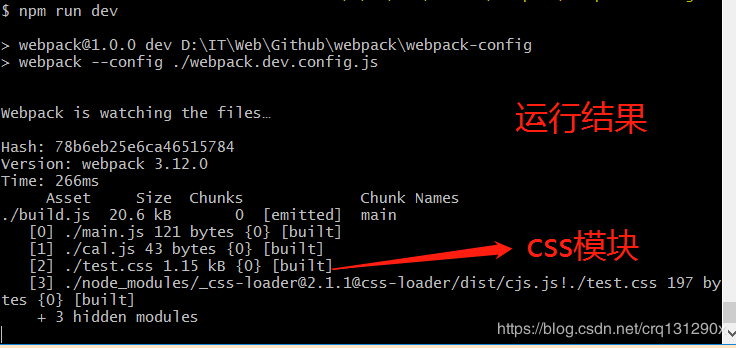 $ npm run dev
> webpack@1.0.0 dev D:\IT\Web\Github\webpack\webpack-config
> webpack --config ./webpack.dev.config.js
Webpack is watching the files…
运行结果
Hash: 78b6eb25e6ca46515784
Version: webpack 3.12.0
Time: 266ms
Asset Size Chunks Chunk Names
./build.js 20.6 kB 0 [emitted] main
[0] ./main.js 121 bytes {0} [built]
[1] ./cal.js 43 bytes {0} [built]
css模块
[2] ./test.css 1.15 kB {0} [built]
[3] ./node_modules/_css-loader@2.1.1@css-loader/dist/cjs.js!./test.css 197 by
tes {0} [built]
+ 3 hidden modules
https://blog.csdn.net/crq131290x